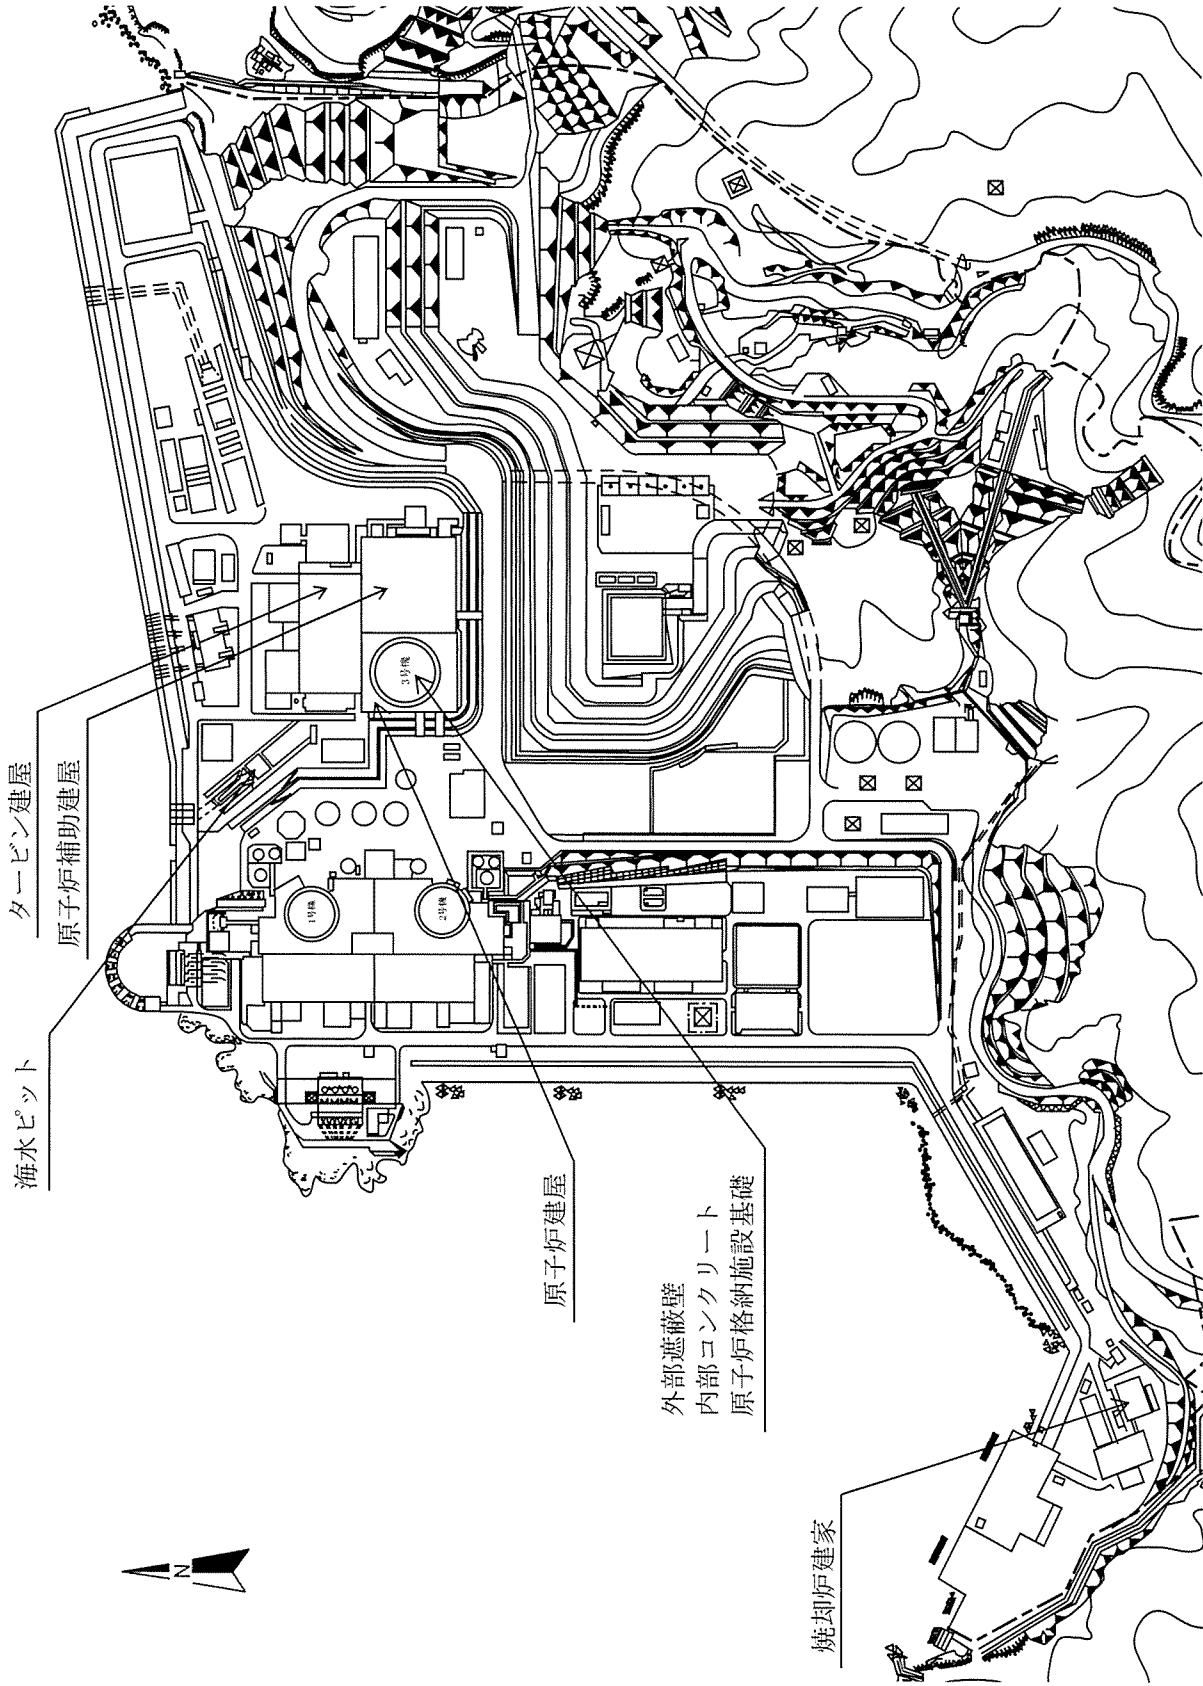 タービン建屋
原子炉補助建屋
海水ピット
3号機
1号機
2号機
原子炉建屋
外部遮蔽壁
内部コンクリート
原子炉格納施設基礎
焼却炉建家
N